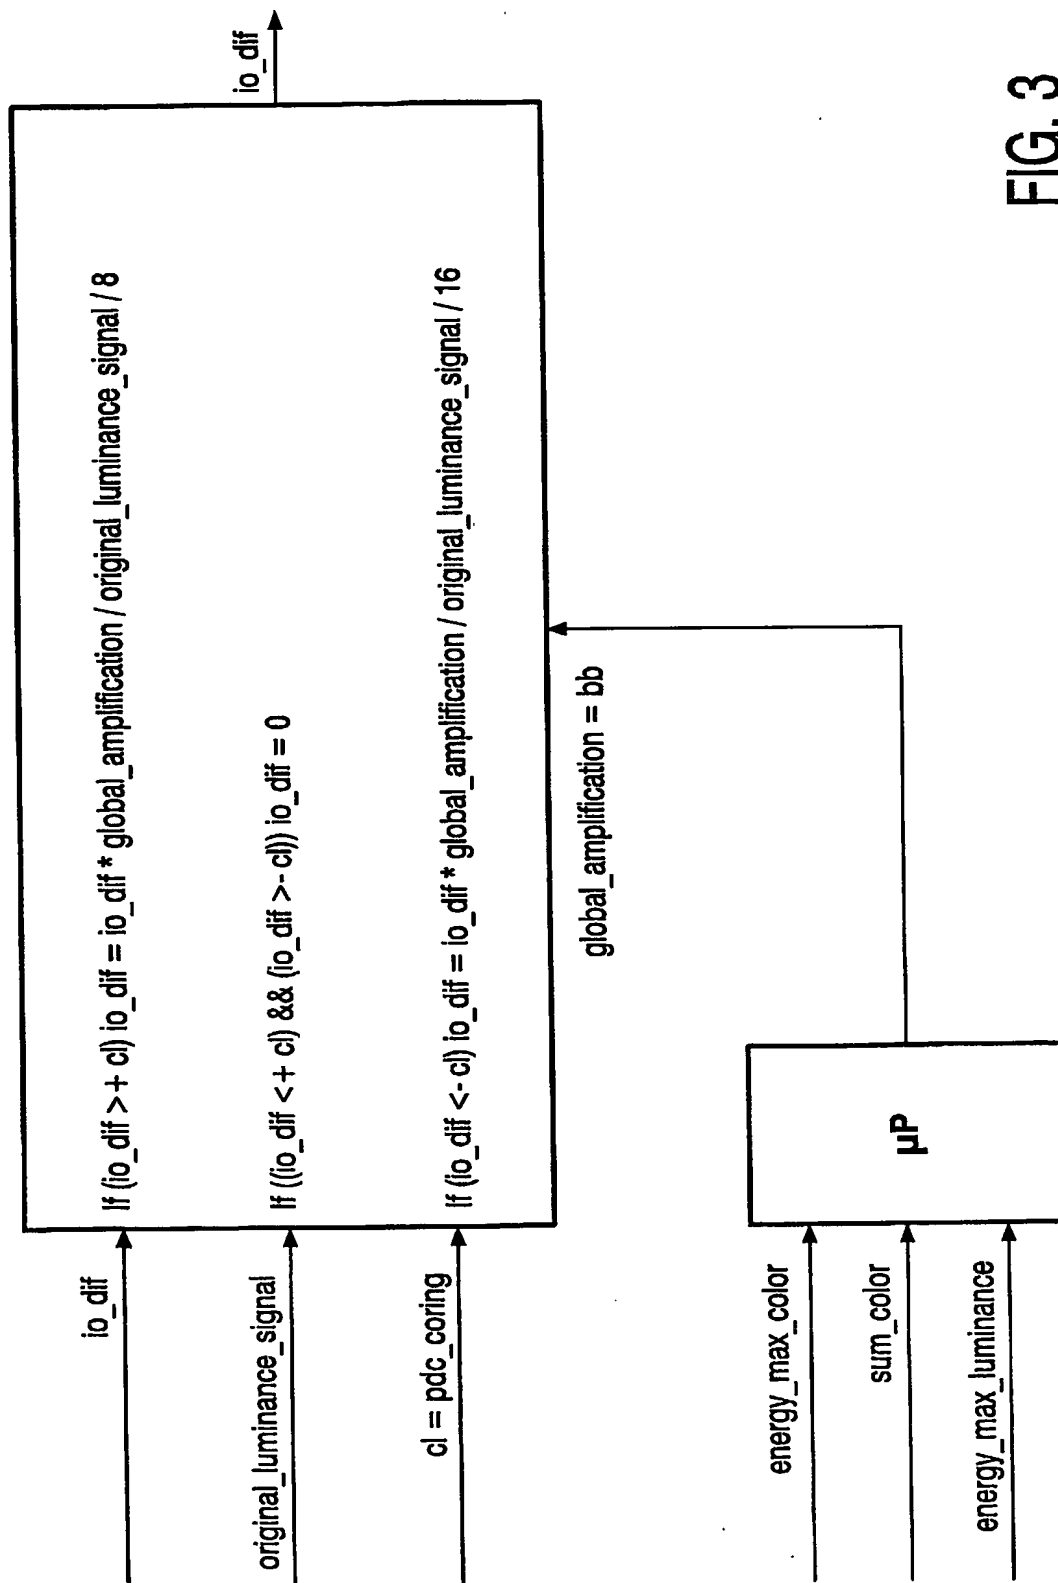 io_dif
original_luminance_signal
cl = pdc_coring
If (io_dif >+ cl) io_dif = io_dif * global_amplification / original_luminance_signal / 8
If ((io_dif <+ cl) && (io_dif >- cl)) io_dif = 0
If (io_dif <- cl) io_dif = io_dif * global_amplification / original_luminance_signal / 16
io_dif
global_amplification = bb
energy_max_color
sum_color
energy_max_luminance
µP
FIG. 3